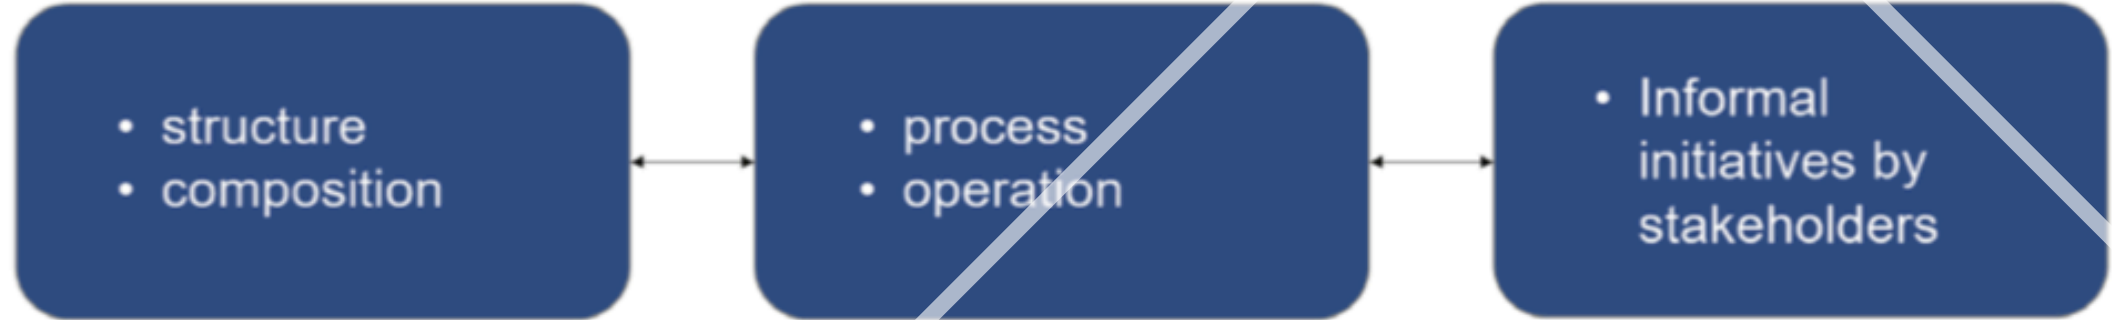 • structure
• composition
• process
• operation
• Informal
initiatives by
stakeholders